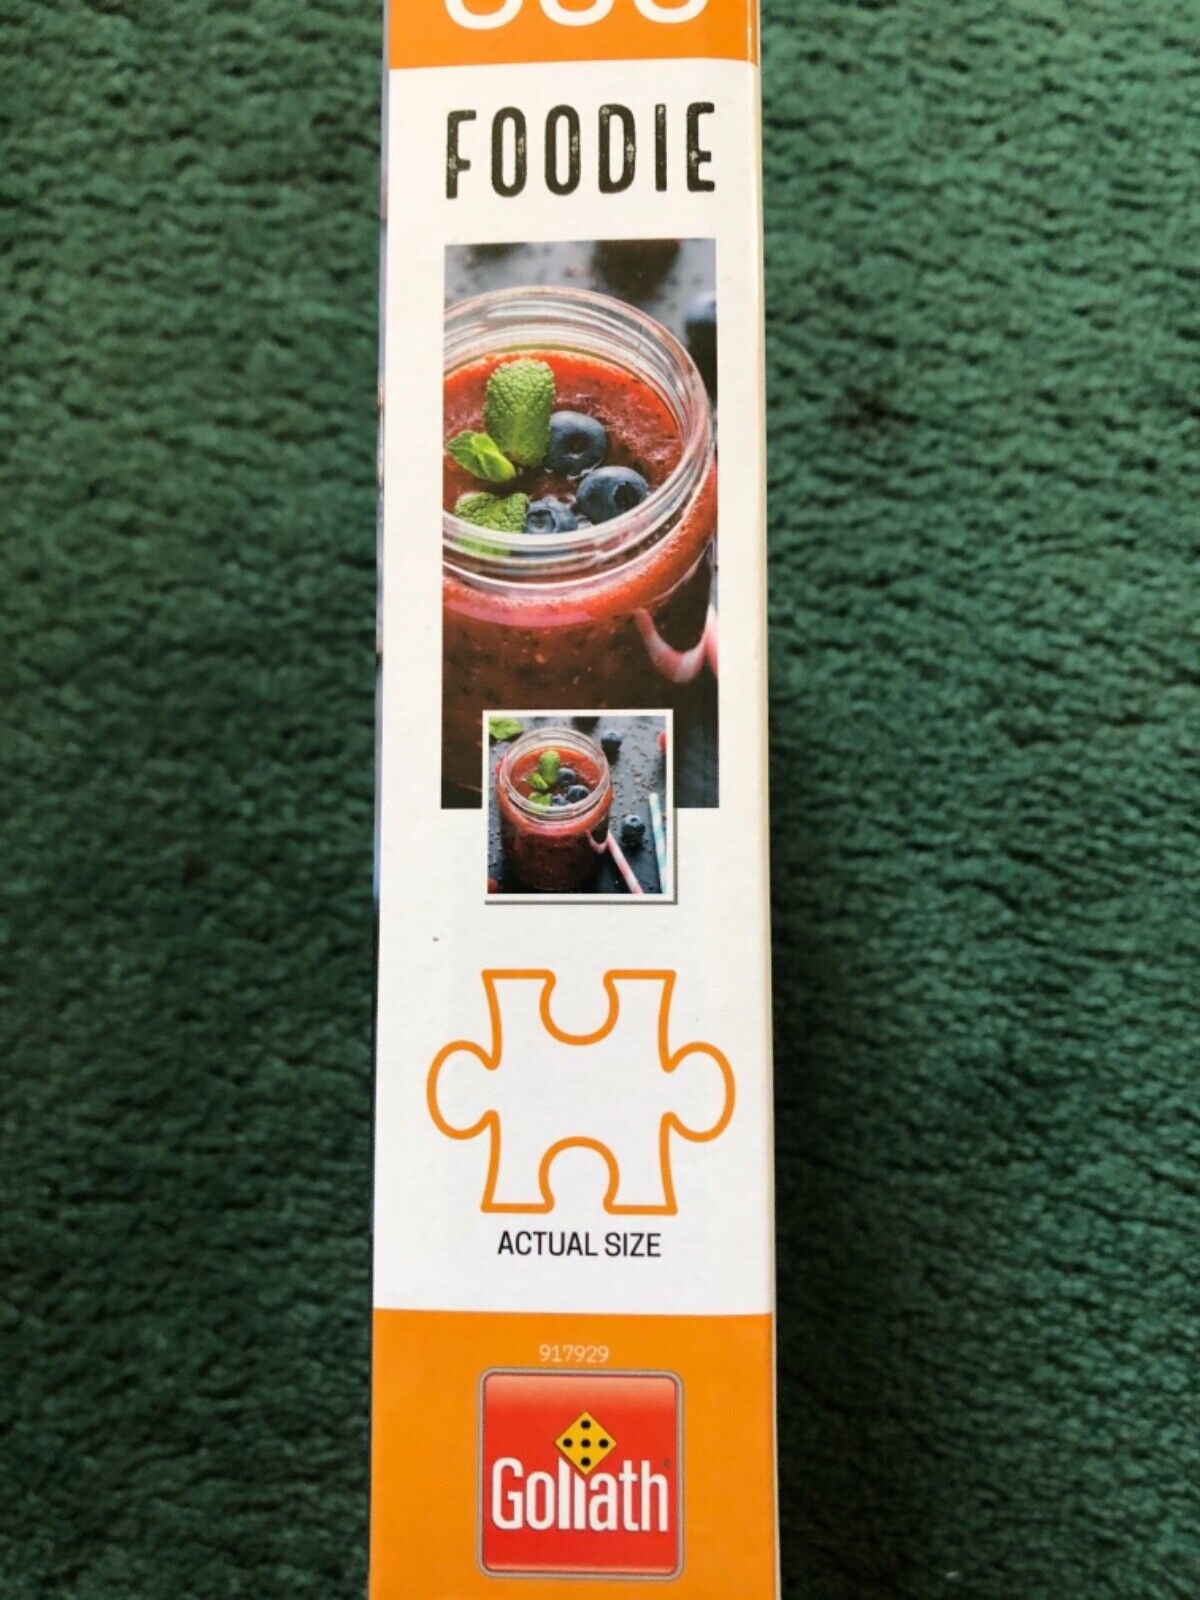 FOODIE
ACTUAL SIZE
917929
Goliath